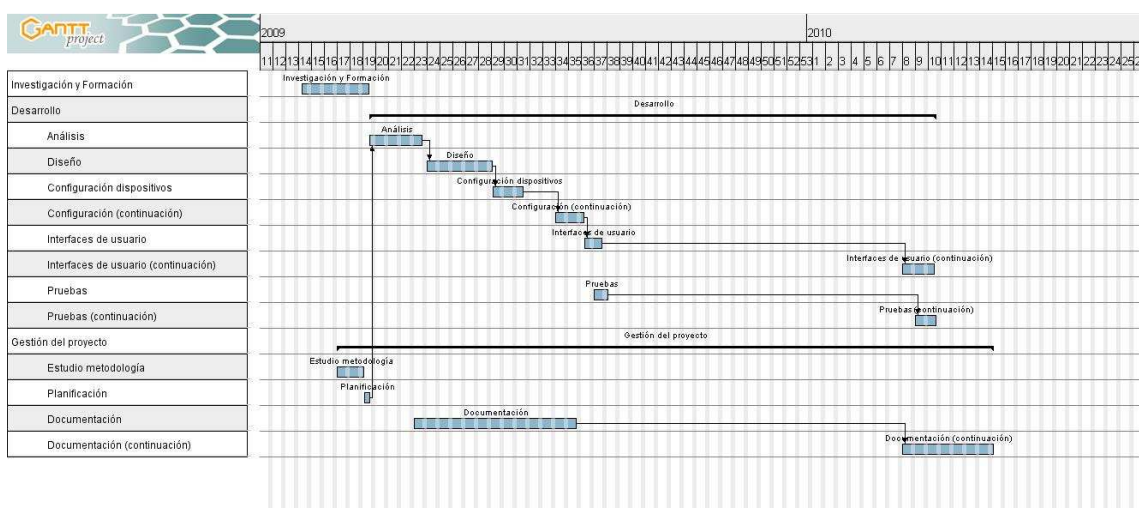 GANTT
project
2009 2010
11 12 13 14 15 16 17 18 19 20 21 22 23 24 25 26 27 28 29 30 31 32 33 34 35 36 37 38 39 40 41 42 43 44 45 46 47 48 49 50 51 52 53 1 2 3 4 5 6 7 8 9 10 11 12 13 14 15 16 17 18 19 20 21 22 23 24 25 2
Investigación y Formación Investigación y Formación
Desarrollo Desarrollo
Análisis Análisis
Diseño Diseño
Configuración dispositivos Configuración dispositivos
Configuración (continuación) Configuración (continuación)
Interfaces de usuario Interfaces de usuario
Interfaces de usuario (continuación) Interfaces de usuario (continuación)
Pruebas Pruebas
Pruebas (continuación) Pruebas (continuación)
Gestión del proyecto Gestión del proyecto
Estudio metodología Estudio metodología
Planificación Planificación
Documentación Documentación
Documentación (continuación) Documentación (continuación)